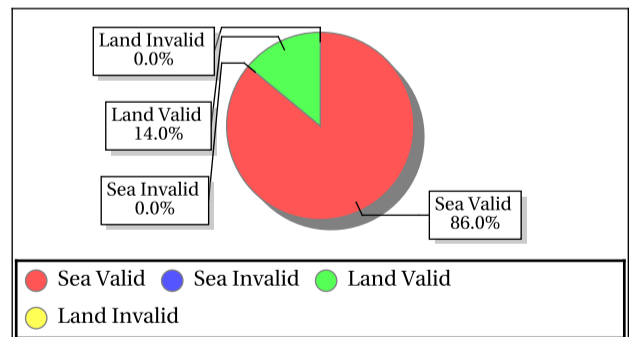 Land Invalid
0.0%
Land Valid
14.0%
Sea Invalid
0.0%
Sea Valid
86.0%
Sea Valid Sea Invalid Land Valid
Land Invalid